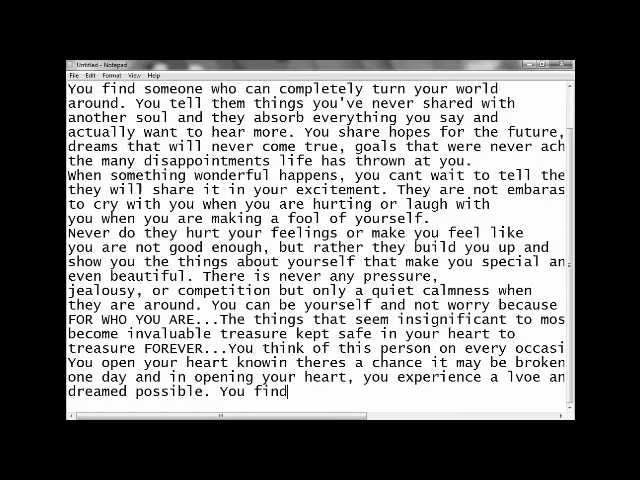 Untitled - Notepad
File Edit Format View Help
You find someone who can completely turn your world
around. You tell them things you've never shared with
another soul and they absorb everything you say and
actually want to hear more. You share hopes for the future,
dreams that will never come true, goals that were never ach
the many disappointments life has thrown at you.
When something wonderful happens, you cant wait to tell the
they will share it in your excitement. They are not embaras
to cry with you when you are hurting or laugh with
you when you are making a fool of yourself.
Never do they hurt your feelings or make you feel like
you are not good enough, but rather they build you up and
show you the things about yourself that make you special an
even beautiful. There is never any pressure,
jealousy, or competition but only a quiet calmness when
they are around. You can be yourself and not worry because
FOR WHO YOU ARE...The things that seem insignificant to mos
become invaluable treasure kept safe in your heart to
treasure FOREVER...You think of this person on every occasi
You open your heart knowin theres a chance it may be broken
one day and in opening your heart, you experience a lvoe an
dreamed possible. You find